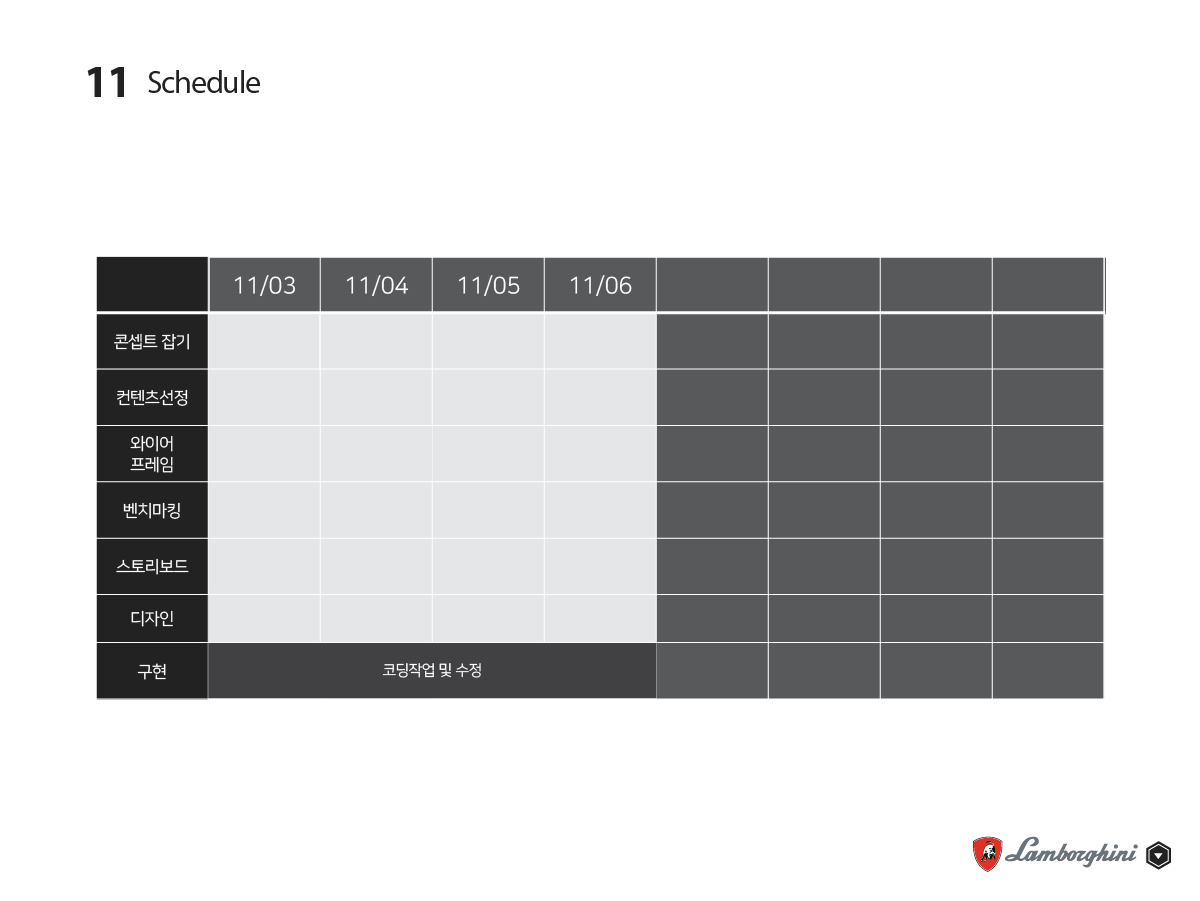 11 Schedule
11/03 11/04 11/05 11/06
콘셉트 잡기
컨텐츠선정
와이어
프레임
벤치마킹
스토리보드
디자인
구현 코딩작업 및 수정
Lamborghini